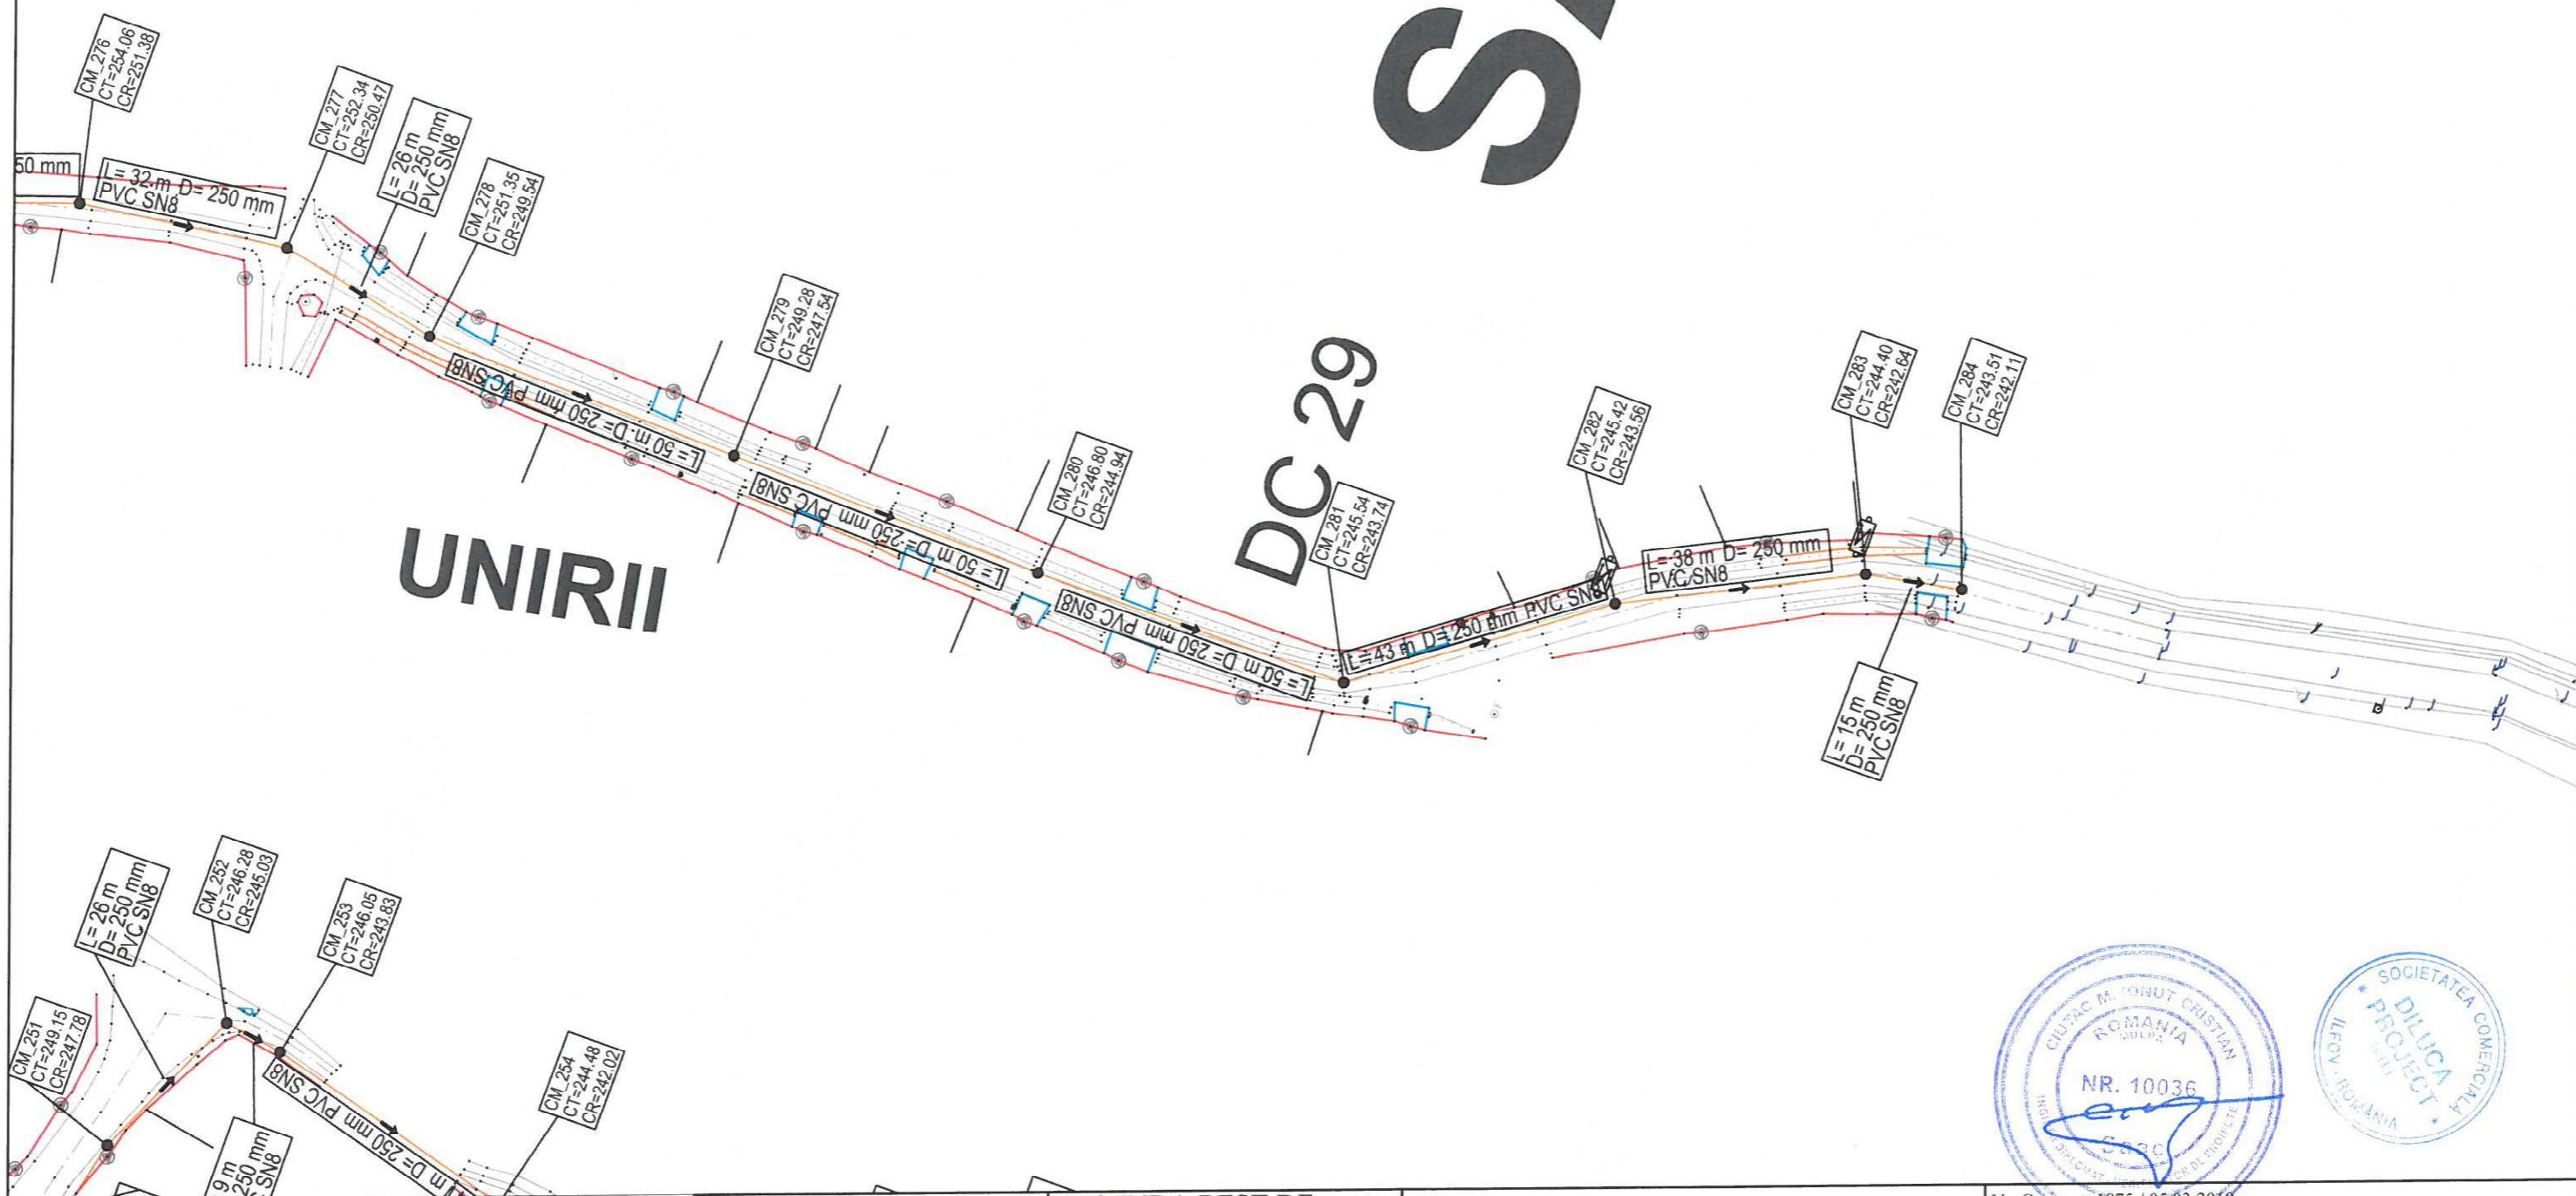 CM_276
CT=254.06
CR=251.38
CM_277
CT=252.34
CR=250.47
L= 26 m
D= 250 mm
PVC SN8
CM_278
CT=251.35
CR=249.54
50 mm
L= 32 m D= 250 mm
PVC SN8
CM_279
CT=249.28
CR=247.54
L= 50 m D= 250 mm PVC SN8
L= 50 m D= 250 mm PVC SN8
CM_280
CT=246.80
CR=244.94
L= 50 m D= 250 mm PVC SN8
UNIRII
DC 29
CM_281
CT=245.54
CR=243.74
L= 43 m D= 250 mm PVC SN8
CM_282
CT=245.42
CR=243.56
L= 38 m D= 250 mm
PVC SN8
CM_283
CT=244.40
CR=242.64
CM_284
CT=243.51
CR=242.11
L= 15 m
D= 250 mm
PVC SN8
L= 26 m
D= 250 mm
PVC SN8
CM_252
CT=246.28
CR=245.03
CM_253
CT=246.05
CR=243.83
CM_251
CT=249.15
CR=247.78
CM_254
CT=244.48
CR=242.02
m D= 250 mm PVC SN8
9 m
250 mm
SN8
CIUTAC M. IONUT CRISTIAN
ROMANIA
MDLPA
NR. 10036
SOCIETATEA COMERCIALA
DILUCA
PROJECT
ILFOV - ROMANIA